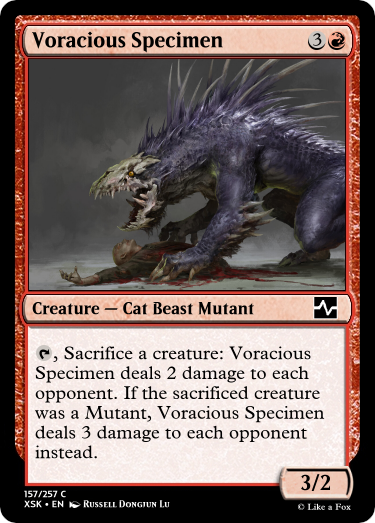 Voracious Specimen 3
Creature — Cat Beast Mutant
, Sacrifice a creature: Voracious
Specimen deals 2 damage to each
opponent. If the sacrificed creature
was a Mutant, Voracious Specimen
deals 3 damage to each opponent
instead.
3/2
157/257 C
XSK • EN Russell Dongjun Lu
© Like a Fox